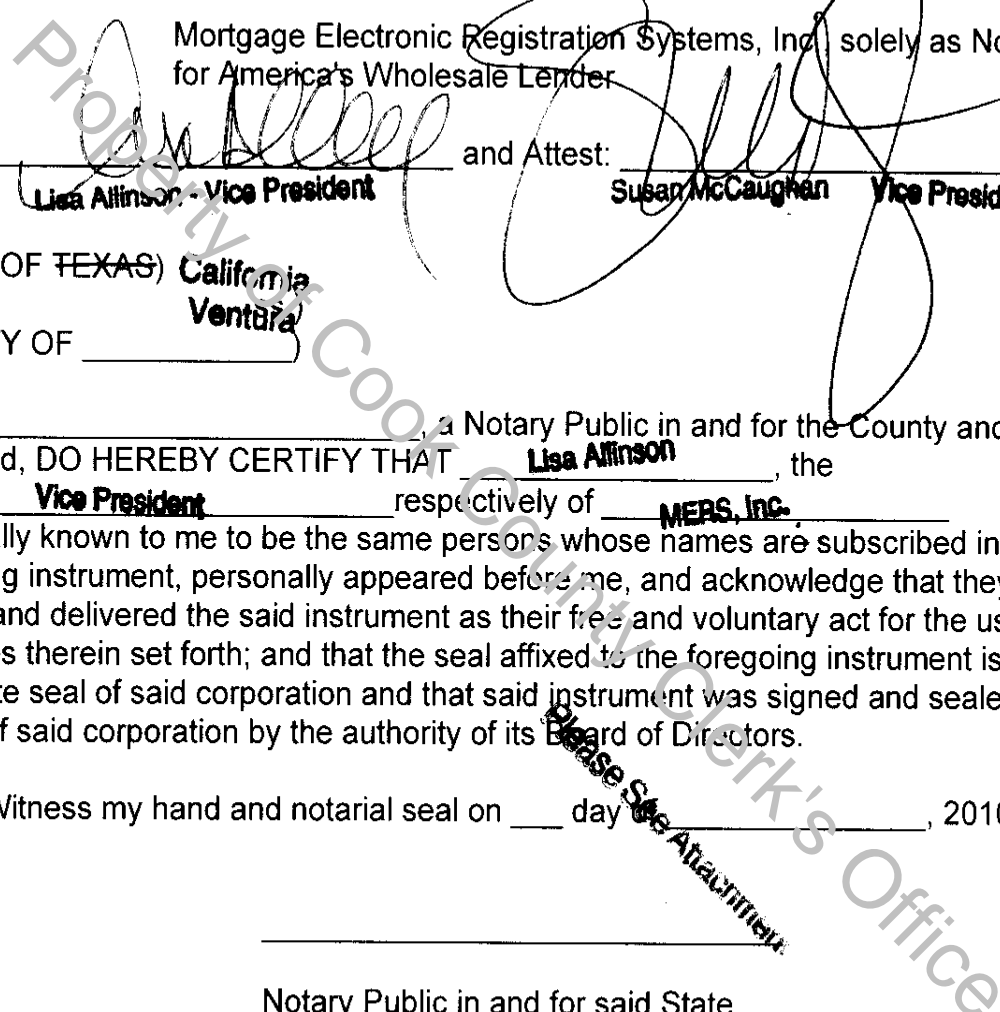 Mortgage Electronic Registration Systems, Inc, solely as No
for America's Wholesale Lender
and Attest:
Lisa Allinson - Vice President Susan McCaughan Vice Presid
OF TEXAS) California
Ventura )
Y OF )
, a Notary Public in and for the County and
d, DO HEREBY CERTIFY THAT Lisa Allinson, the
Vice President respectively of MERS, Inc.
lly known to me to be the same persons whose names are subscribed in
g instrument, personally appeared before me, and acknowledge that they
and delivered the said instrument as their free and voluntary act for the us
s therein set forth; and that the seal affixed to the foregoing instrument is
te seal of said corporation and that said instrument was signed and seale
f said corporation by the authority of its Board of Directors.
Please See Attachment
Witness my hand and notarial seal on ___ day of ___, 2010
Notary Public in and for said State
Property of Cook County Clerk's Office